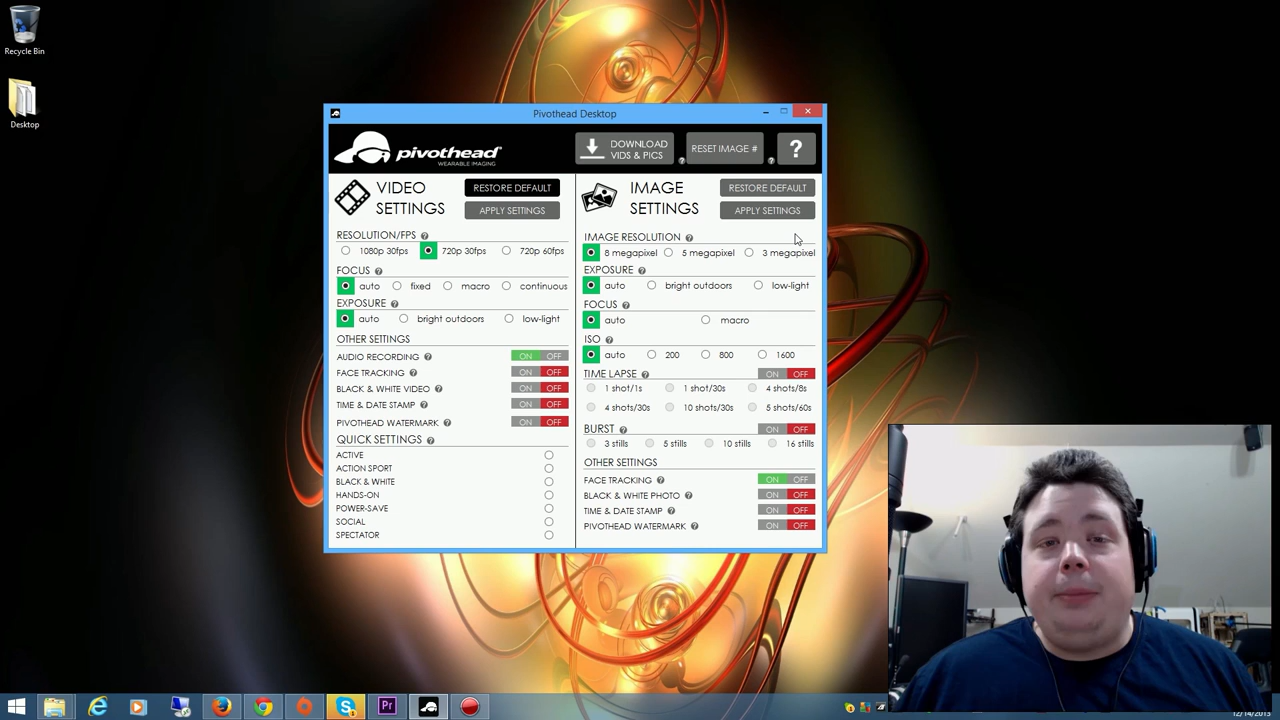 Recycle Bin
Desktop
Pivothead Desktop
pivothead
WEARABLE IMAGING
DOWNLOAD
VIDS & PICS
?
RESET IMAGE #
?
?
VIDEO
SETTINGS
RESTORE DEFAULT
APPLY SETTINGS
RESOLUTION/FPS ?
1080p 30fps 720p 30fps 720p 60fps
FOCUS ?
auto fixed macro continuous
EXPOSURE ?
auto bright outdoors low-light
OTHER SETTINGS
AUDIO RECORDING ? ON OFF
FACE TRACKING ? ON OFF
BLACK & WHITE VIDEO ? ON OFF
TIME & DATE STAMP ? ON OFF
PIVOTHEAD WATERMARK ? ON OFF
QUICK SETTINGS ?
ACTIVE
ACTION SPORT
BLACK & WHITE
HANDS-ON
POWER-SAVE
SOCIAL
SPECTATOR
IMAGE
SETTINGS
RESTORE DEFAULT
APPLY SETTINGS
IMAGE RESOLUTION ?
8 megapixel 5 megapixel 3 megapixel
EXPOSURE ?
auto bright outdoors low-light
FOCUS ?
auto macro
ISO ?
auto 200 800 1600
TIME LAPSE ? ON OFF
1 shot/1s 1 shot/30s 4 shots/8s
4 shots/30s 10 shots/30s 5 shots/60s
BURST ? ON OFF
3 stills 5 stills 10 stills 16 stills
OTHER SETTINGS
FACE TRACKING ? ON OFF
BLACK & WHITE PHOTO ? ON OFF
TIME & DATE STAMP ? ON OFF
PIVOTHEAD WATERMARK ? ON OFF
Pr
12/14/2013